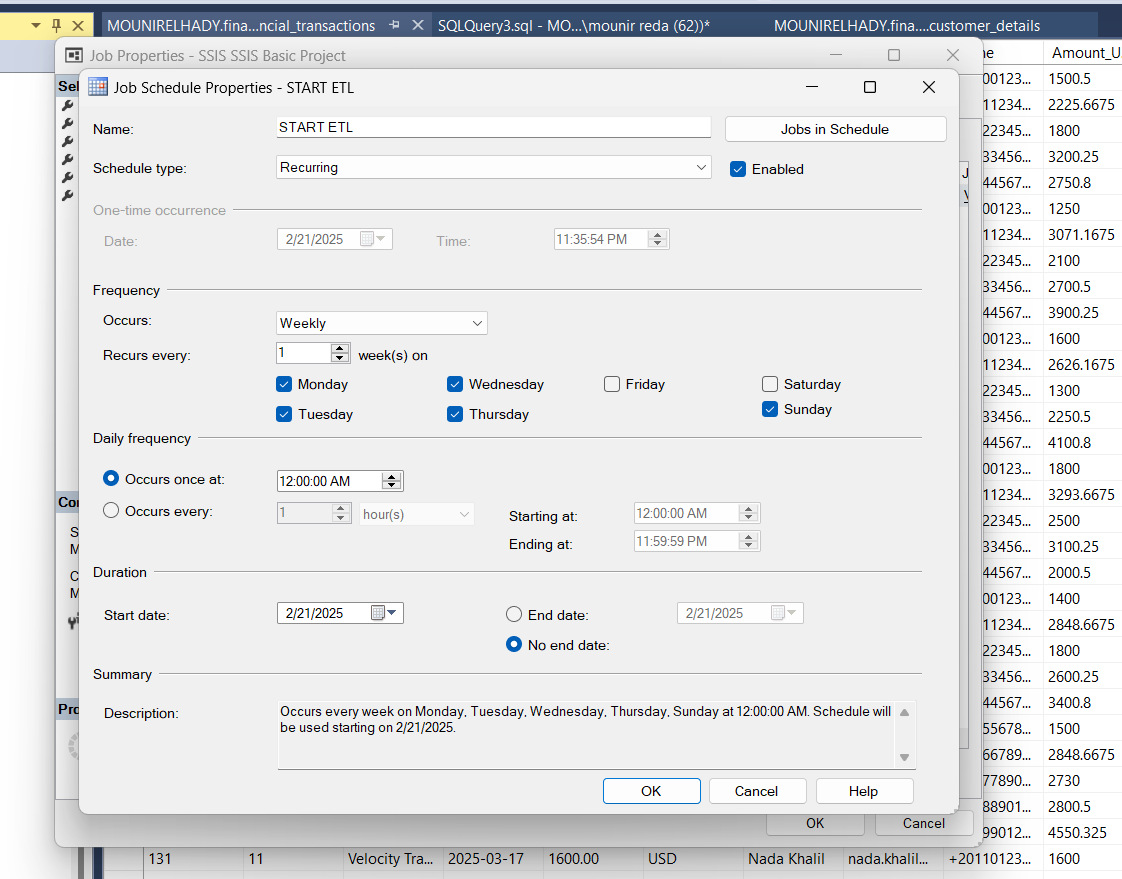 MOUNIRELHADY.fina...ncial_transactions SQLQuery3.sql - MO...\mounir reda (62))* MOUNIRELHADY.fina....customer_details
Job Properties - SSIS SSIS Basic Project
Job Schedule Properties - START ETL
Name: START ETL Jobs in Schedule
Schedule type: Recurring Enabled
One-time occurrence
Date: 2/21/2025 Time: 11:35:54 PM
Frequency
Occurs: Weekly
Recurs every: 1 week(s) on
Monday Wednesday Friday Saturday
Tuesday Thursday Sunday
Daily frequency
Occurs once at: 12:00:00 AM
Occurs every: 1 hour(s) Starting at: 12:00:00 AM
Ending at: 11:59:59 PM
Duration
Start date: 2/21/2025 End date: 2/21/2025
No end date:
Summary
Description: Occurs every week on Monday, Tuesday, Wednesday, Thursday, Sunday at 12:00:00 AM. Schedule will
be used starting on 2/21/2025.
OK Cancel Help
OK Cancel
131 11 Velocity Tra... 2025-03-17 1600.00 USD Nada Khalil nada.khalil... +20110123... 1600
Amount_U
00123... 1500.5
11234... 2225.6675
22345... 1800
33456... 3200.25
44567... 2750.8
00123... 1250
11234... 3071.1675
22345... 2100
33456... 2700.5
44567... 3900.25
00123... 1600
11234... 2626.1675
22345... 1300
33456... 2250.5
44567... 4100.8
00123... 1800
11234... 3293.6675
22345... 2500
33456... 3100.25
44567... 2000.5
00123... 1400
11234... 2848.6675
22345... 1800
33456... 2600.25
44567... 3400.8
55678... 1500
66789... 2848.6675
77890... 2730
88901... 2800.5
99012... 4550.325